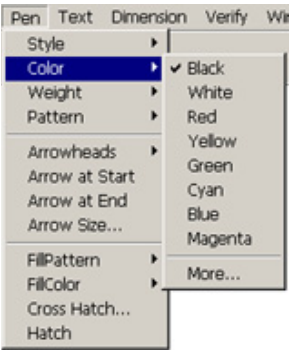 Pen Text Dimension Verify
Style
Color
Weight
Pattern
Arrowheads
Arrow at Start
Arrow at End
Arrow Size...
FillPattern
FillColor
Cross Hatch...
Hatch
Black
White
Red
Yellow
Green
Cyan
Blue
Magenta
More...